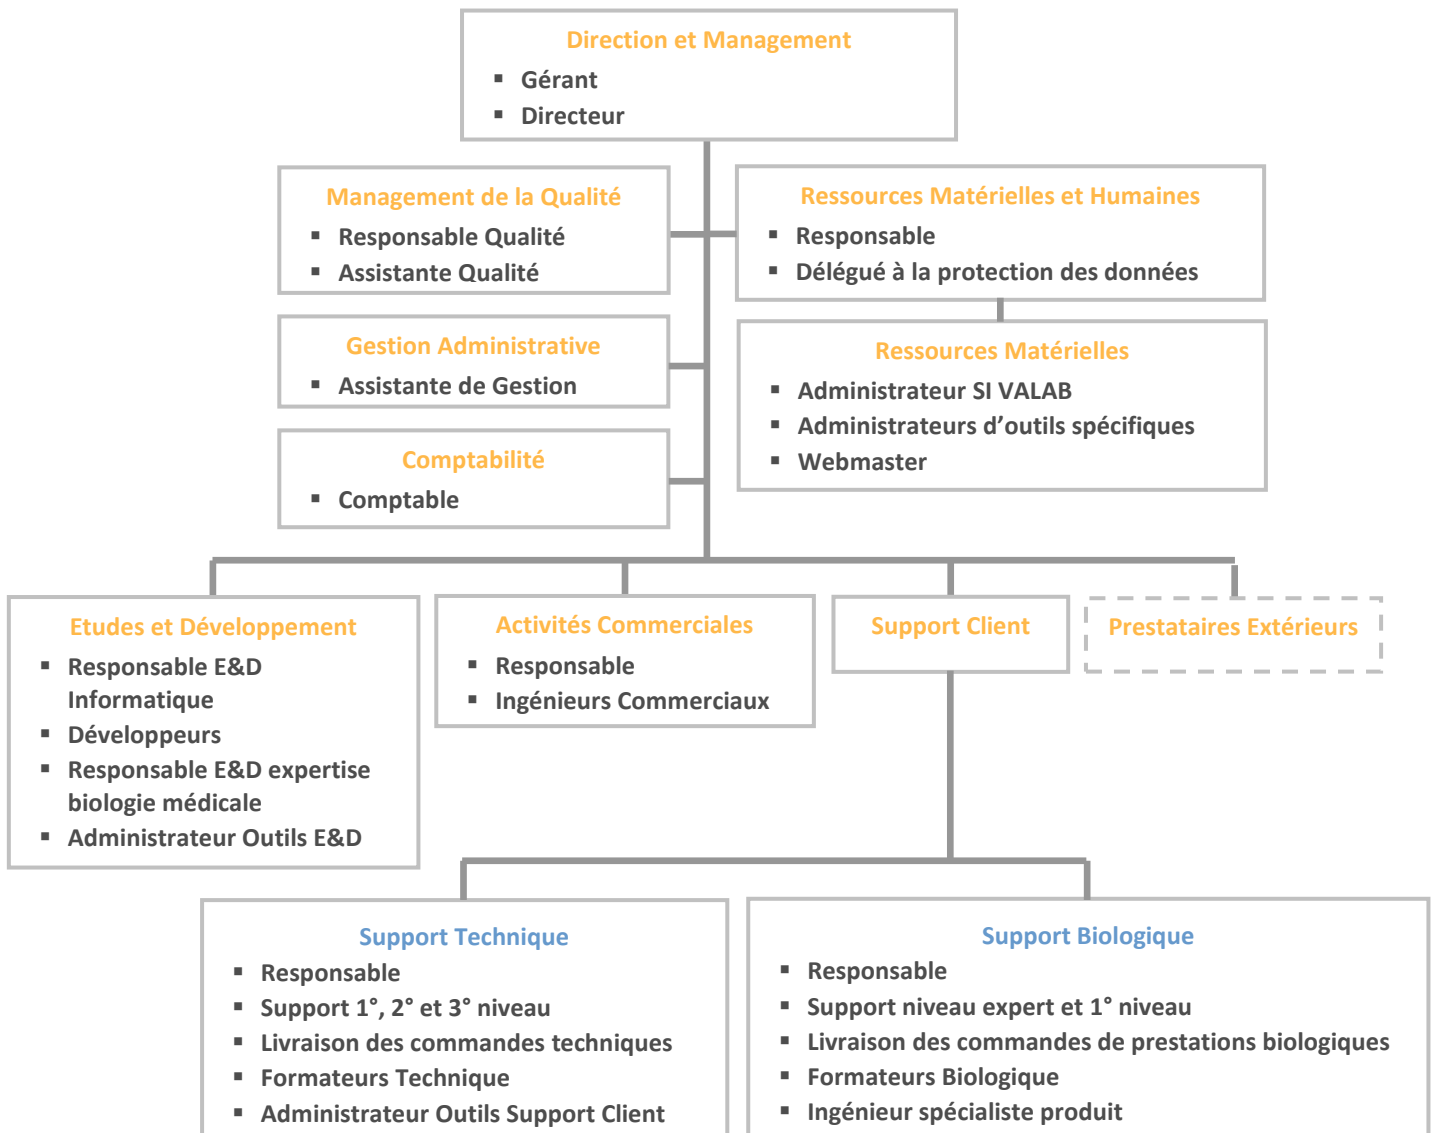 Direction et Management
▪ Gérant
▪ Directeur
Management de la Qualité
▪ Responsable Qualité
▪ Assistante Qualité
Ressources Matérielles et Humaines
▪ Responsable
▪ Délégué à la protection des données
Gestion Administrative
▪ Assistante de Gestion
Ressources Matérielles
▪ Administrateur SI VALAB
▪ Administrateurs d’outils spécifiques
▪ Webmaster
Comptabilité
▪ Comptable
Etudes et Développement
▪ Responsable E&D
Informatique
▪ Développeurs
▪ Responsable E&D expertise
biologie médicale
▪ Administrateur Outils E&D
Activités Commerciales
▪ Responsable
▪ Ingénieurs Commerciaux
Support Client
Prestataires Extérieurs
Support Technique
▪ Responsable
▪ Support 1°, 2° et 3° niveau
▪ Livraison des commandes techniques
▪ Formateurs Technique
▪ Administrateur Outils Support Client
Support Biologique
▪ Responsable
▪ Support niveau expert et 1° niveau
▪ Livraison des commandes de prestations biologiques
▪ Formateurs Biologique
▪ Ingénieur spécialiste produit